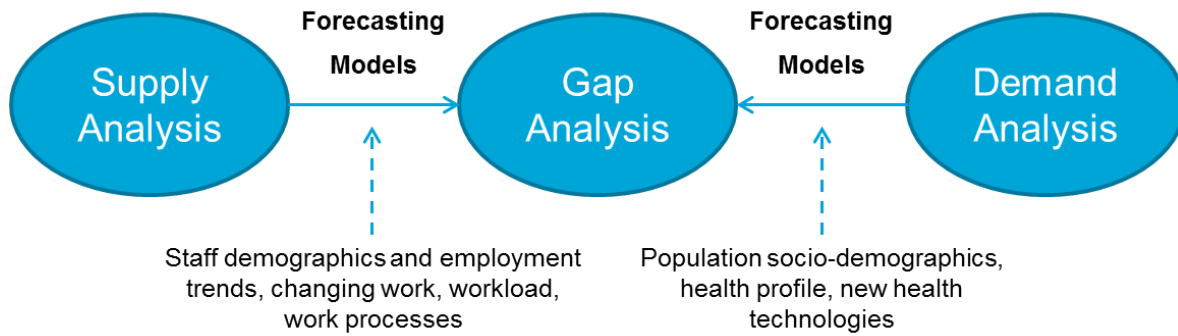 Forecasting
Models
Forecasting
Models
Supply
Analysis
Gap
Analysis
Demand
Analysis
Staff demographics and employment
trends, changing work, workload,
work processes
Population socio-demographics,
health profile, new health
technologies